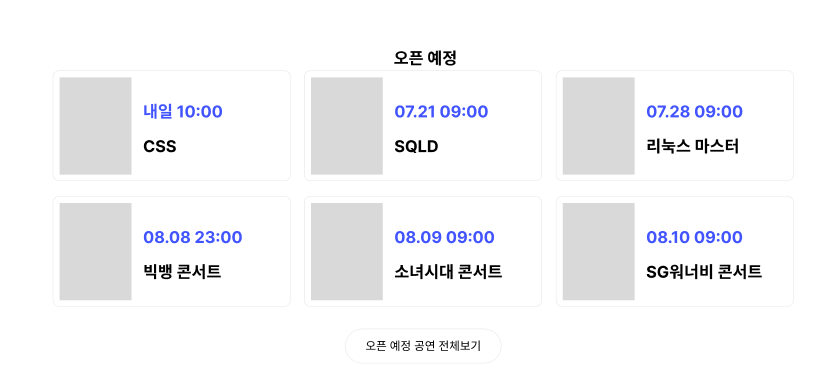 오픈 예정
내일 10:00
CSS
07.21 09:00
SQLD
07.28 09:00
리눅스 마스터
08.08 23:00
빅뱅 콘서트
08.09 09:00
소녀시대 콘서트
08.10 09:00
SG워너비 콘서트
오픈 예정 공연 전체보기